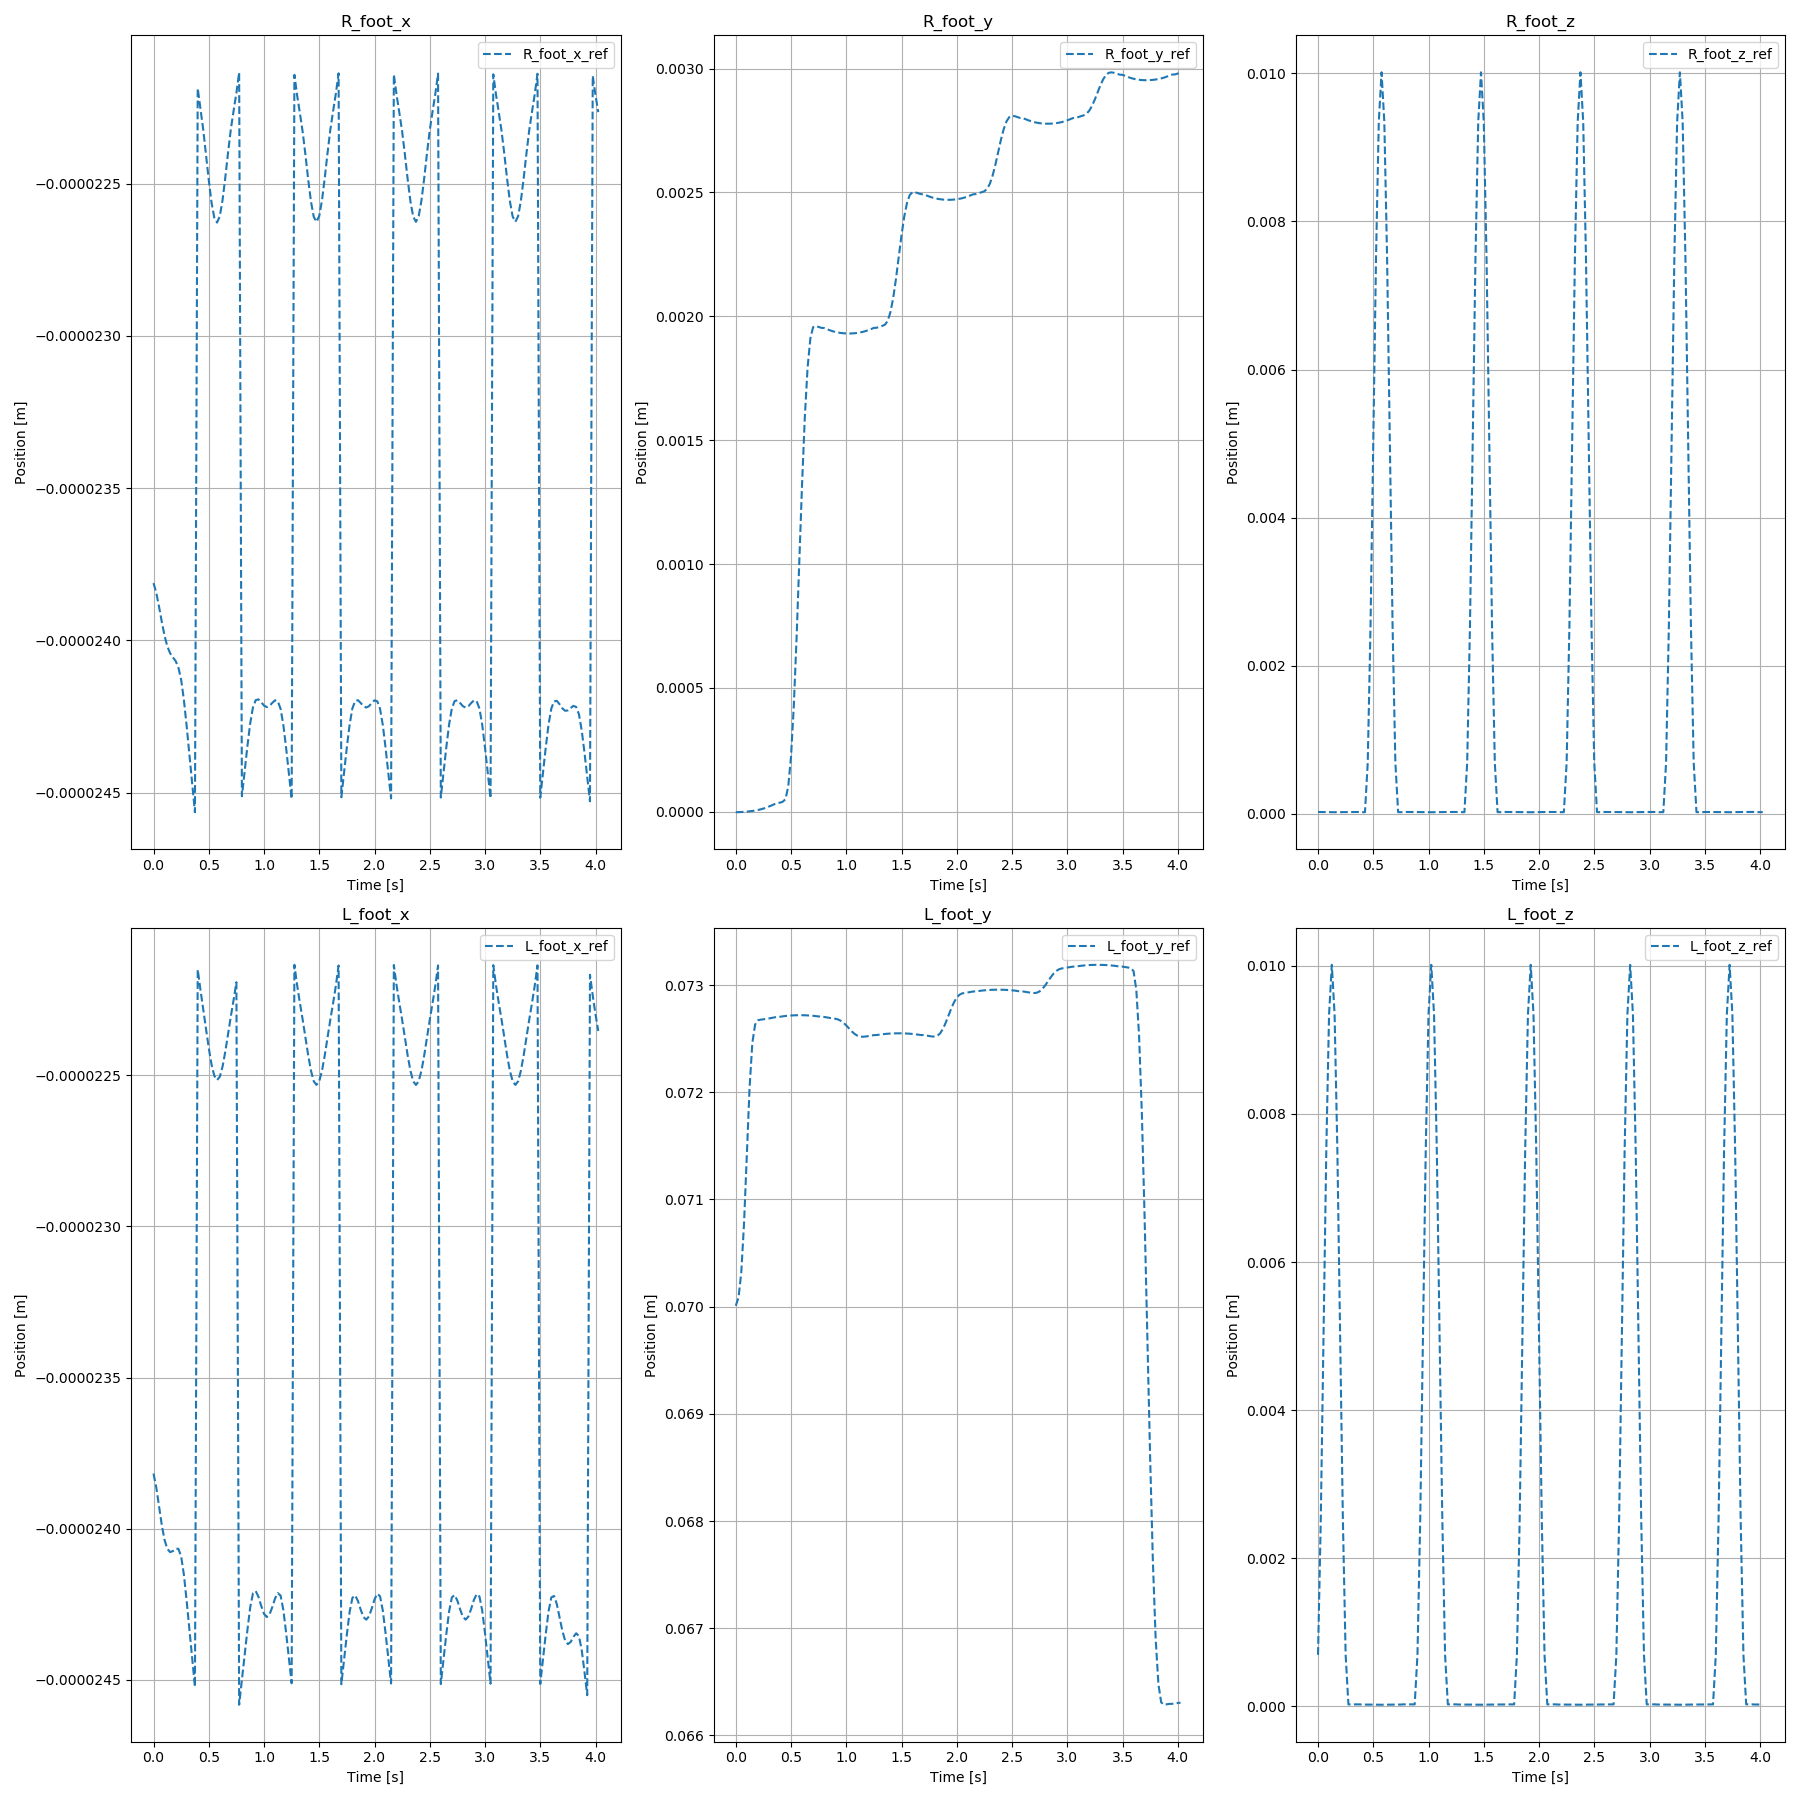 R_foot_x
R_foot_x_ref
−0.0000225
−0.0000230
−0.0000235
−0.0000240
−0.0000245
Position [m]
0.0 0.5 1.0 1.5 2.0 2.5 3.0 3.5 4.0
Time [s]
R_foot_y
R_foot_y_ref
0.0030
0.0025
0.0020
0.0015
0.0010
0.0005
0.0000
Position [m]
0.0 0.5 1.0 1.5 2.0 2.5 3.0 3.5 4.0
Time [s]
R_foot_z
R_foot_z_ref
0.010
0.008
0.006
0.004
0.002
0.000
Position [m]
0.0 0.5 1.0 1.5 2.0 2.5 3.0 3.5 4.0
Time [s]
L_foot_x
L_foot_x_ref
−0.0000225
−0.0000230
−0.0000235
−0.0000240
−0.0000245
Position [m]
0.0 0.5 1.0 1.5 2.0 2.5 3.0 3.5 4.0
Time [s]
L_foot_y
L_foot_y_ref
0.073
0.072
0.071
0.070
0.069
0.068
0.067
0.066
Position [m]
0.0 0.5 1.0 1.5 2.0 2.5 3.0 3.5 4.0
Time [s]
L_foot_z
L_foot_z_ref
0.010
0.008
0.006
0.004
0.002
0.000
Position [m]
0.0 0.5 1.0 1.5 2.0 2.5 3.0 3.5 4.0
Time [s]